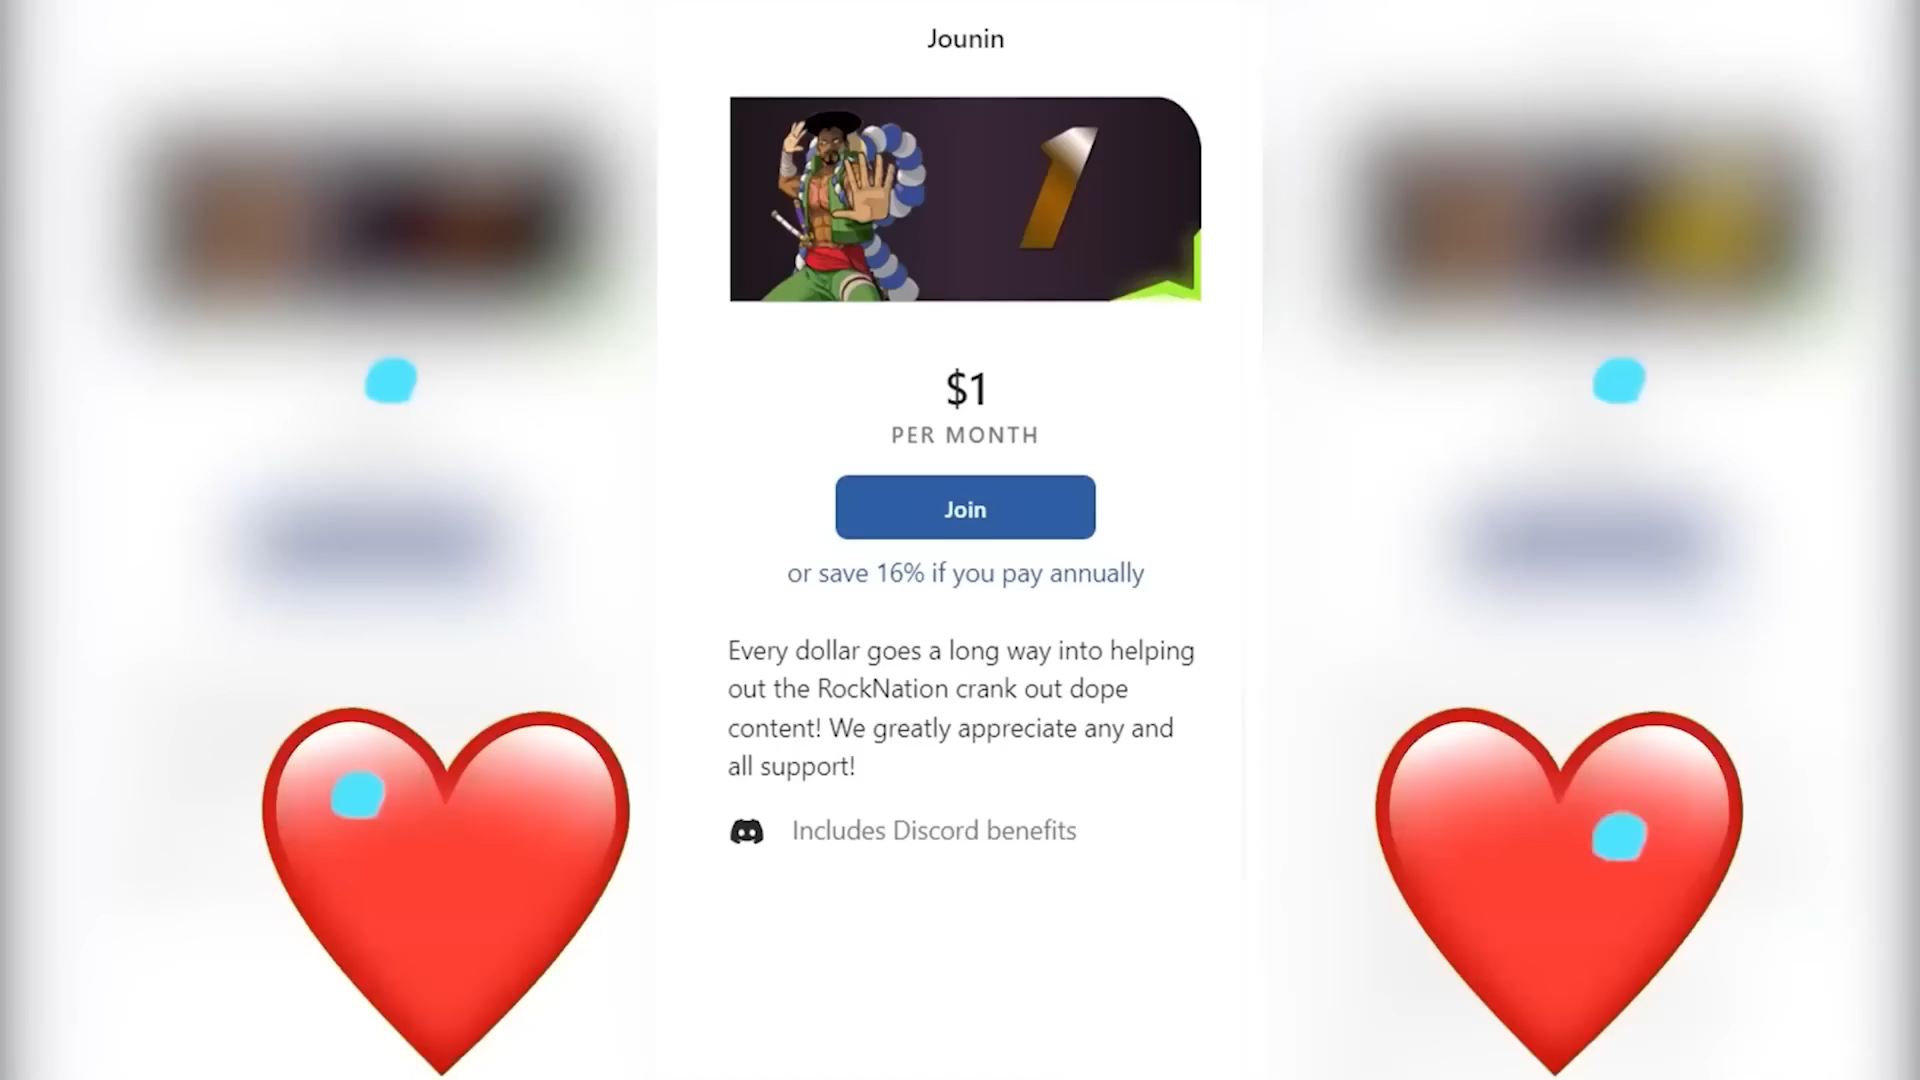 Jounin
1
$1
PER MONTH
Join
or save 16% if you pay annually
Every dollar goes a long way into helping
out the RockNation crank out dope
content! We greatly appreciate any and
all support!
Includes Discord benefits